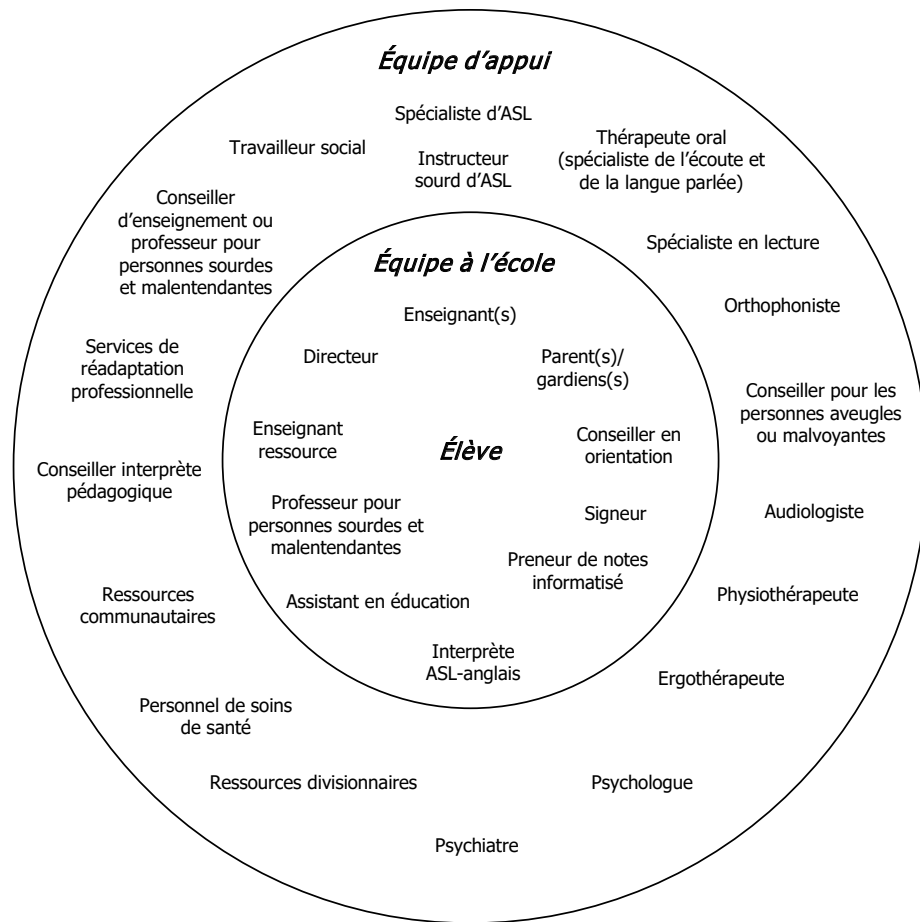 Équipe d'appui
Spécialiste d'ASL
Travailleur social
Instructeur
sourd d'ASL
Thérapeute oral
(spécialiste de l'écoute et
de la langue parlée)
Conseiller
d'enseignement ou
professeur pour
personnes sourdes
et malentendantes
Spécialiste en lecture
Orthophoniste
Services de
réadaptation
professionnelle
Conseiller pour les
personnes aveugles
ou malvoyantes
Conseiller interprète
pédagogique
Audiologiste
Ressources
communautaires
Physiothérapeute
Ergothérapeute
Personnel de soins
de santé
Ressources divisionnaires
Psychologue
Psychiatre
Équipe à l'école
Enseignant(s)
Directeur
Parent(s)/
gardiens(s)
Enseignant
ressource
Élève
Conseiller en
orientation
Professeur pour
personnes sourdes et
malentendantes
Signeur
Preneur de notes
informatisé
Assistant en éducation
Interprète
ASL-anglais